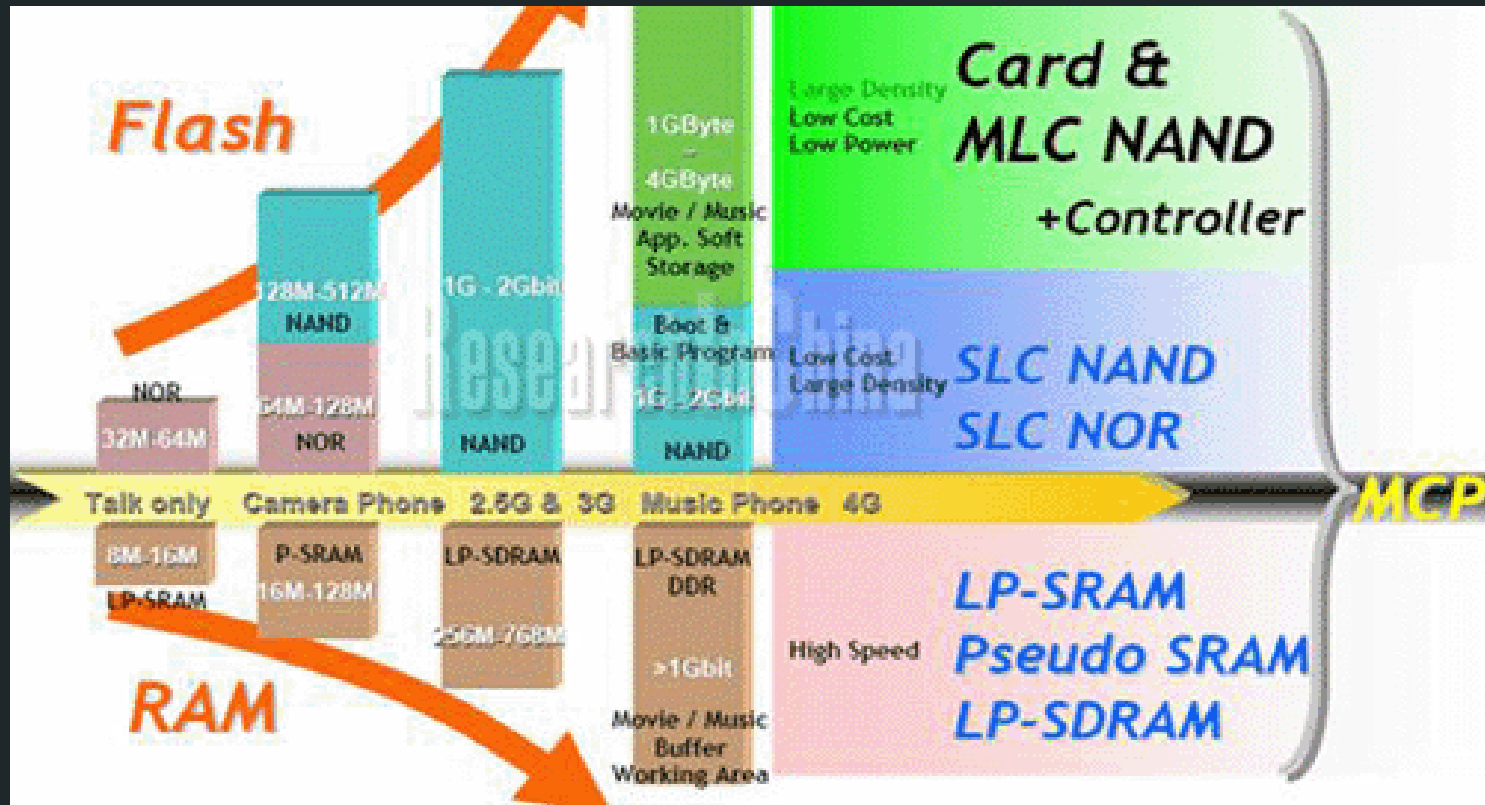 Flash
NOR
32M-64M
128M-512M
NAND
64M-128M
NOR
1G - 2Gbit
NAND
1GByte
-
4GByte
Movie / Music
App. Soft
Storage
Boot &
Basic Program
1G - 2Gbit
NAND
Large Density
Low Cost
Low Power
Card &
MLC NAND
+Controller
Low Cost
Large Density
SLC NAND
SLC NOR
ResearchInChina
Talk only Camera Phone 2.5G & 3G Music Phone 4G
MCP
8M-16M
LP-SRAM
P-SRAM
16M-128M
LP-SDRAM
256M-768M
LP-SDRAM
DDR
>1Gbit
Movie / Music
Buffer
Working Area
RAM
High Speed
LP-SRAM
Pseudo SRAM
LP-SDRAM